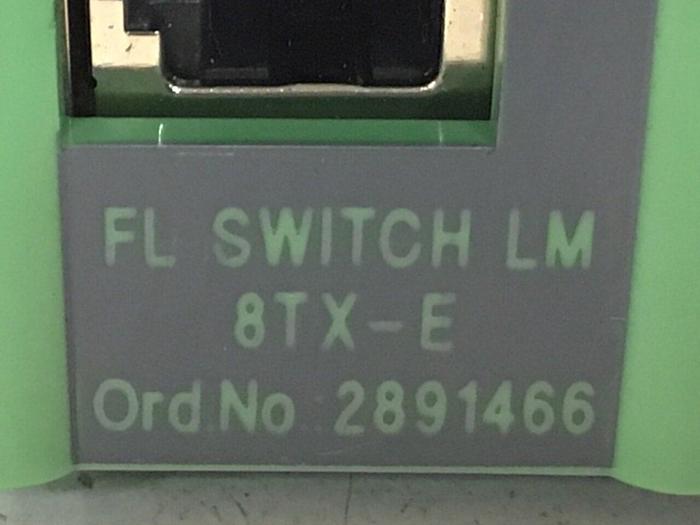 FL SWITCH LM
8TX-E
Ord.No.: 2891466